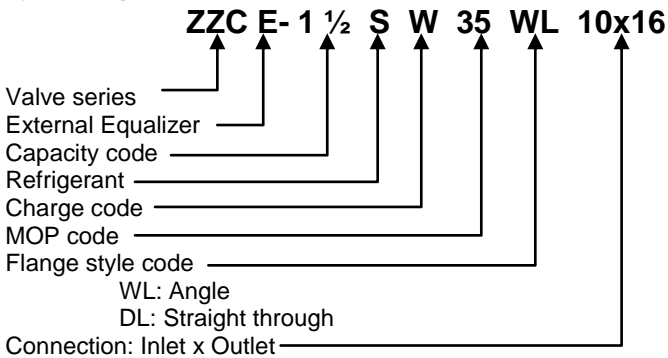 ZZC E- 1 ½ S W 35 WL 10x16
Valve series
External Equalizer
Capacity code
Refrigerant
Charge code
MOP code
Flange style code
WL: Angle
DL: Straight through
Connection: Inlet x Outlet